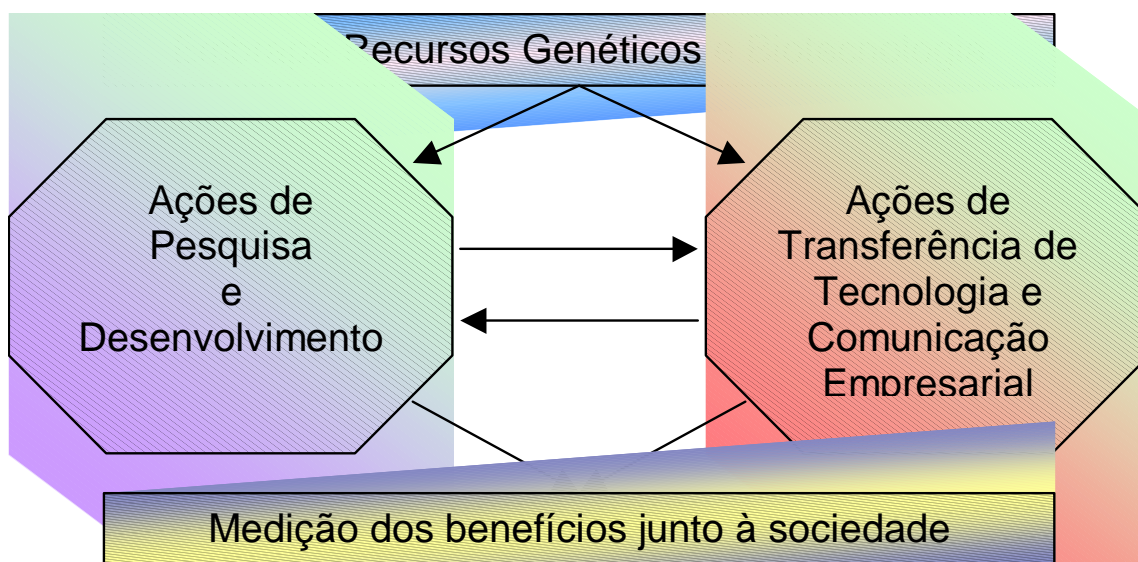 Recursos Genéticos
Ações de
Pesquisa
e
Desenvolvimento
Ações de
Transferência de
Tecnologia e
Comunicação
Empresarial
Medição dos benefícios junto à sociedade